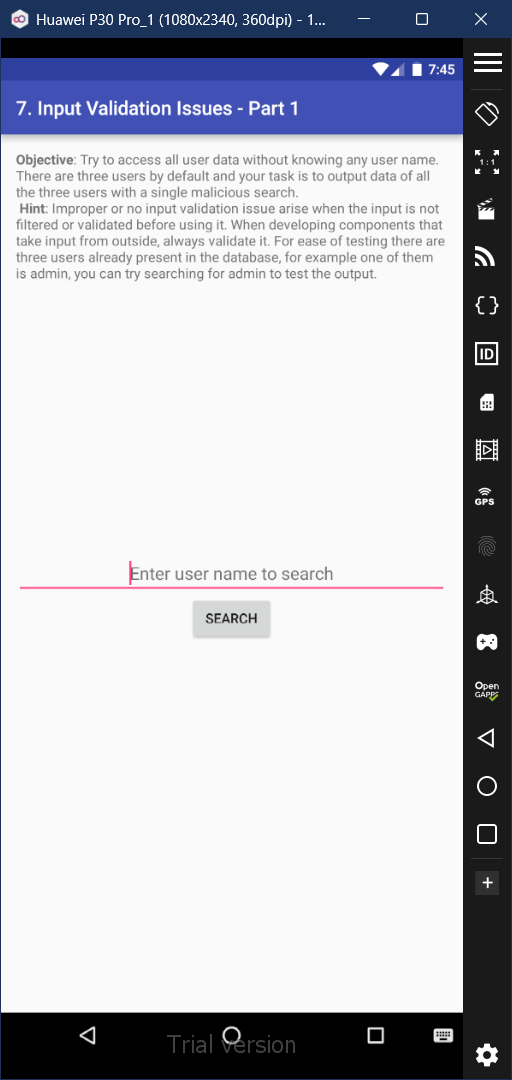 Huawei P30 Pro_1 (1080x2340, 360dpi) - 1...
7:45
7. Input Validation Issues - Part 1
Objective: Try to access all user data without knowing any user name.
There are three users by default and your task is to output data of all
the three users with a single malicious search.
Hint: Improper or no input validation issue arise when the input is not
filtered or validated before using it. When developing components that
take input from outside, always validate it. For ease of testing there are
three users already present in the database, for example one of them
is admin, you can try searching for admin to test the output.
1:1
ID
GPS
Enter user name to search
SEARCH
Open
GAPPS
Trial version